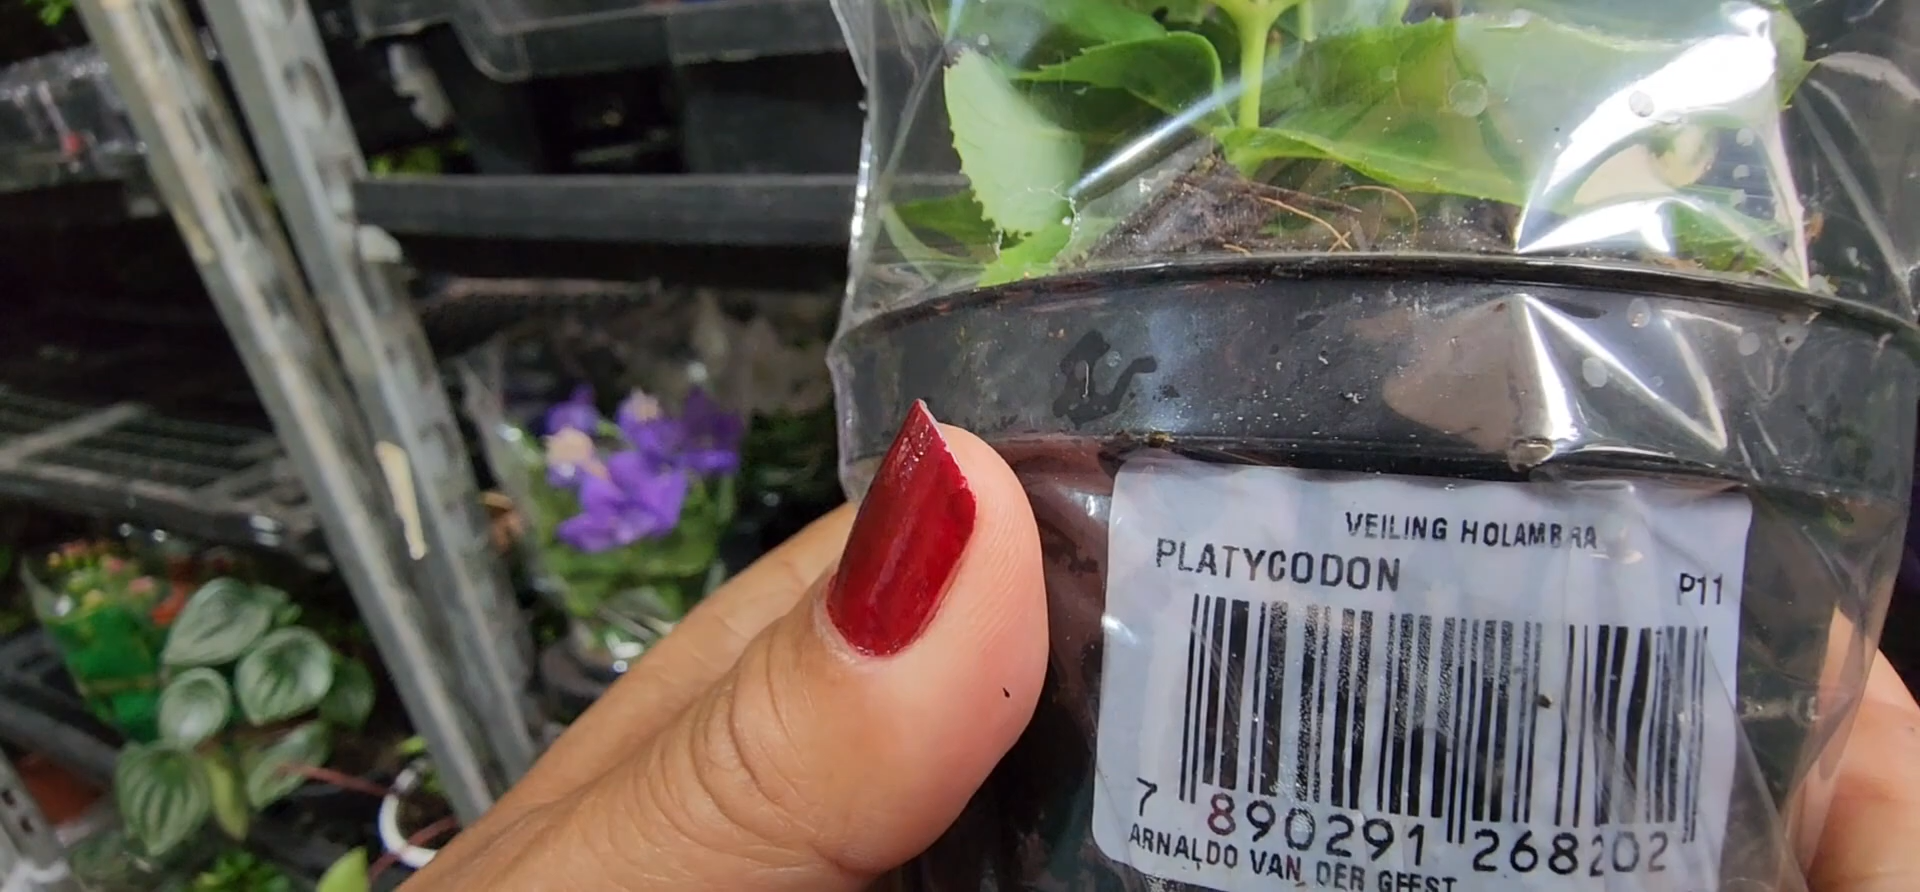 VEILING HOLAMBRA
PLATYCODON P11
7 890291 268202
ARNALDO VAN DER GEEST